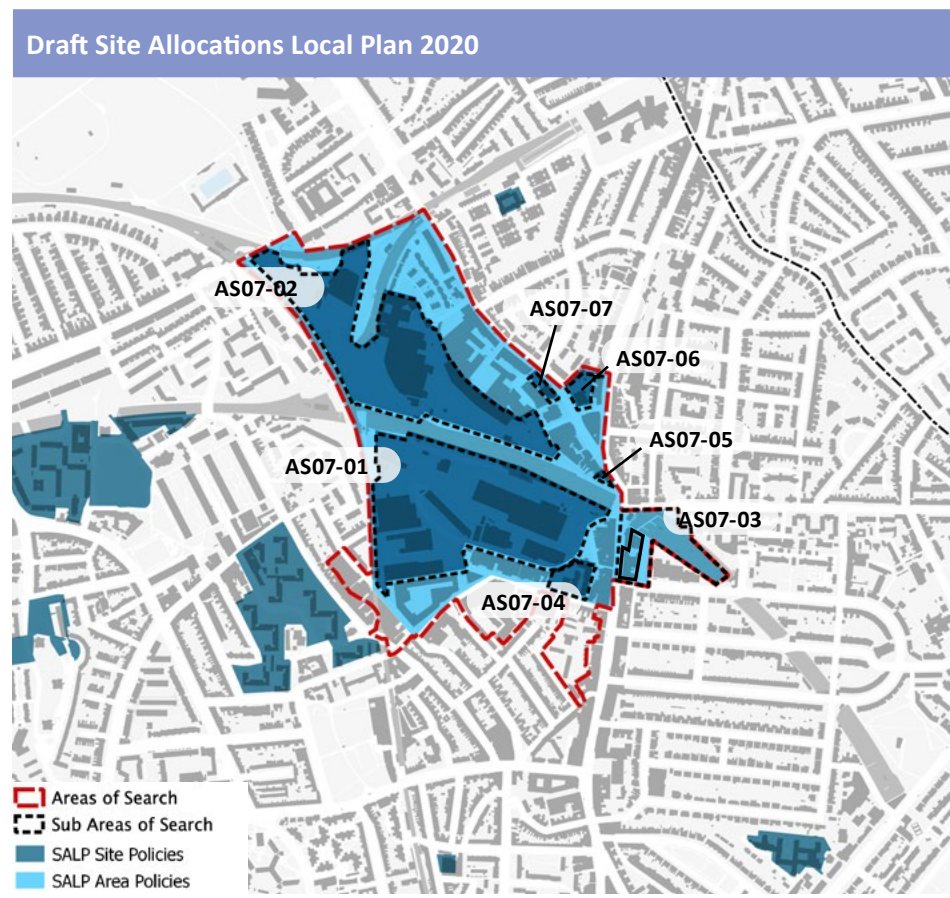 Draft Site Allocations Local Plan 2020
AS07-02
AS07-07
AS07-06
AS07-05
AS07-01
AS07-03
AS07-04
Areas of Search
Sub Areas of Search
SALP Site Policies
SALP Area Policies